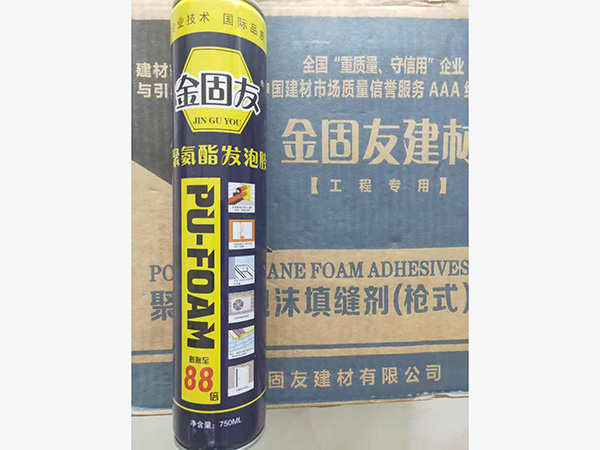 业技术 国际品质
金固友
JIN GU YOU
聚氨酯发泡胶
PU-FOAM
膨胀至
88
倍
净含量：750ML
建材
与引
全国“重质量、守信用”企业
中国建材市场质量信誉服务 AAA
金固友建材
【工程 专用】
PO
ANE FOAM ADHESIVES
聚
沫填缝剂(枪式)
固友建材有限公司